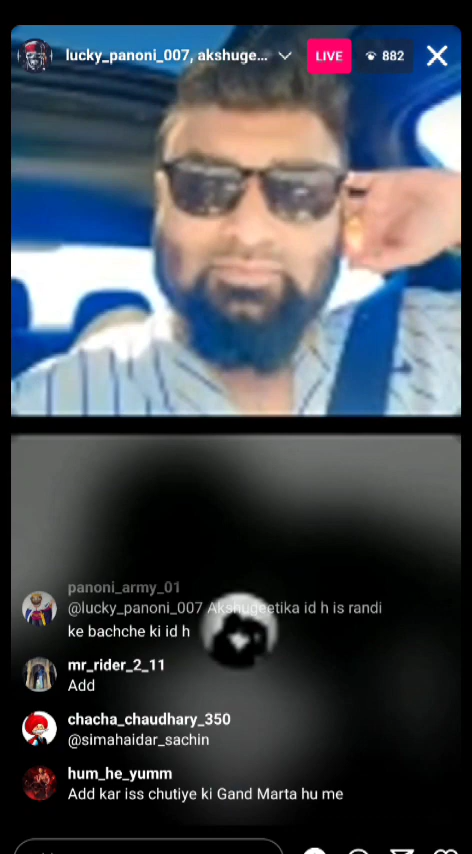 lucky_panoni_007, akshuge...
LIVE
882
panoni_army_01
@lucky_panoni_007 Akshugeetika id h is randi
ke bachche ki id h
mr_rider_2_11
Add
chacha_chaudhary_350
@simahaidar_sachin
hum_he_yumm
Add kar iss chutiye ki Gand Marta hu me